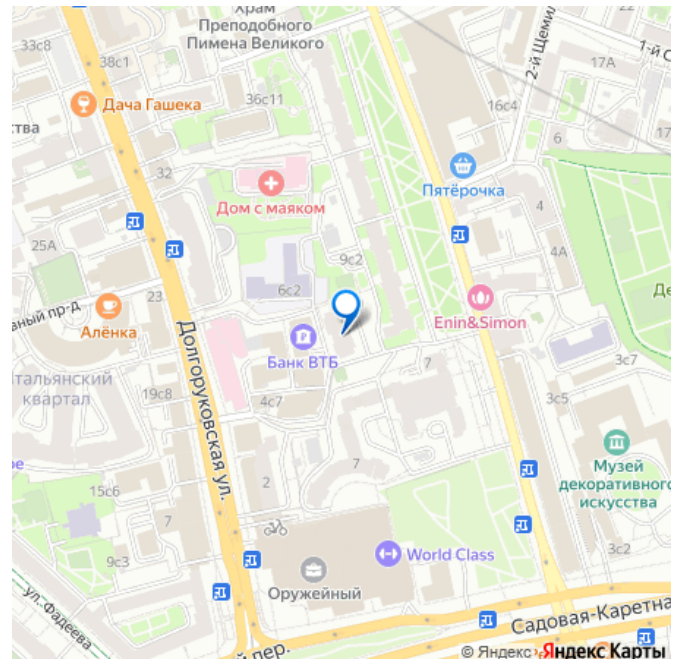 Храм
Преподобного
Пимена Великого
33с8
38с1
2-й Щемил
1-й С
17А
36с11
Дача Гашека
16с4
17
ства
6
32
Пятёрочка
Дом с маяком
4
25А
9с2
4А
6с2
Де
23
вный пр-д
Алёнка
Enin&Simon
Банк ВТБ
7
3с7
Итальянский
квартал
19с8
4с7
3с5
Долгоруковская ул.
Музей
декоративного
искусства
ое
7
15с6
2
7
9с3
World Class
3с2
Оружейный
ул. Фадеева
Садовая-Каретна
й пер.
© Яндекс
Яндекс Карты